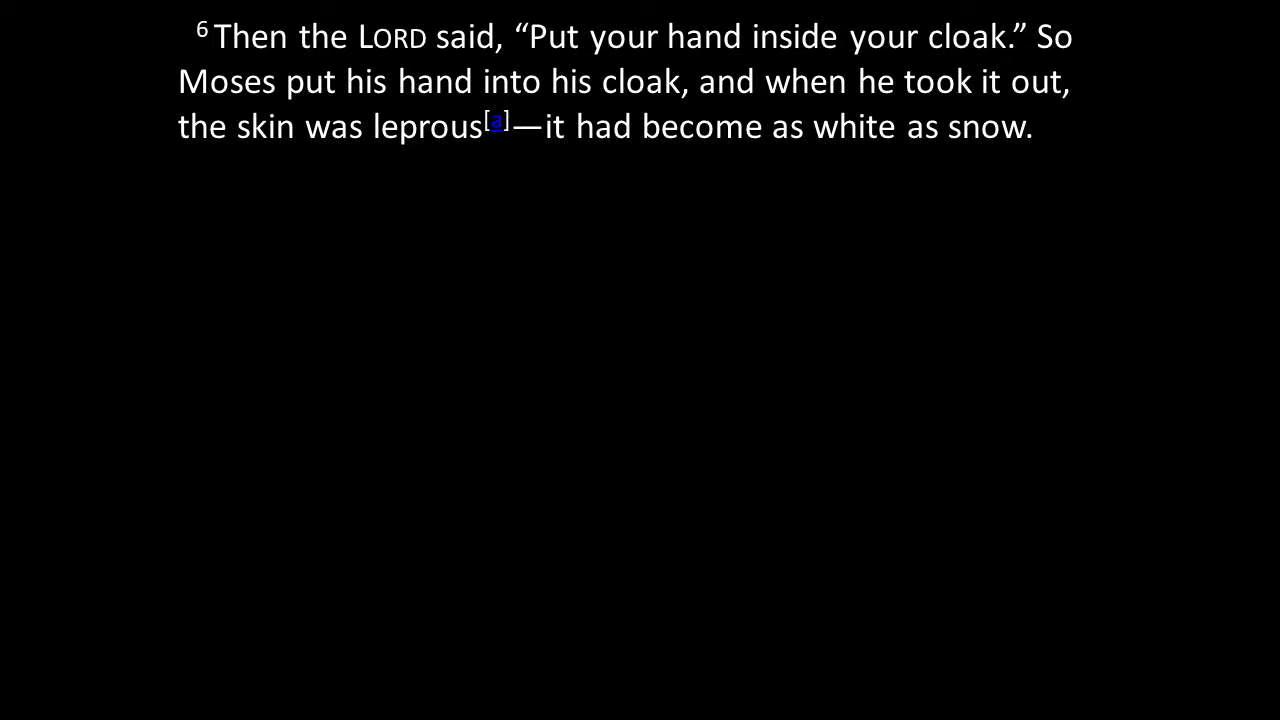 6 Then the LORD said, “Put your hand inside your cloak.” So
Moses put his hand into his cloak, and when he took it out,
the skin was leprous[a]—it had become as white as snow.